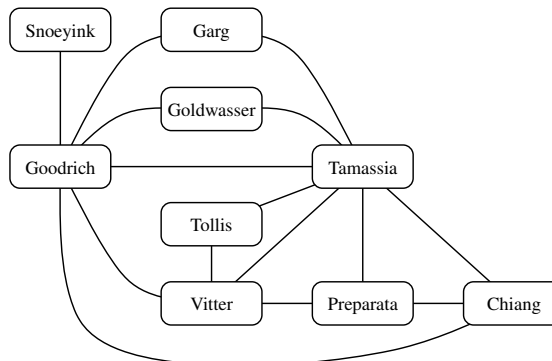 Snoeyink
Garg
Goldwasser
Goodrich
Tamassia
Tollis
Vitter
Preparata
Chiang